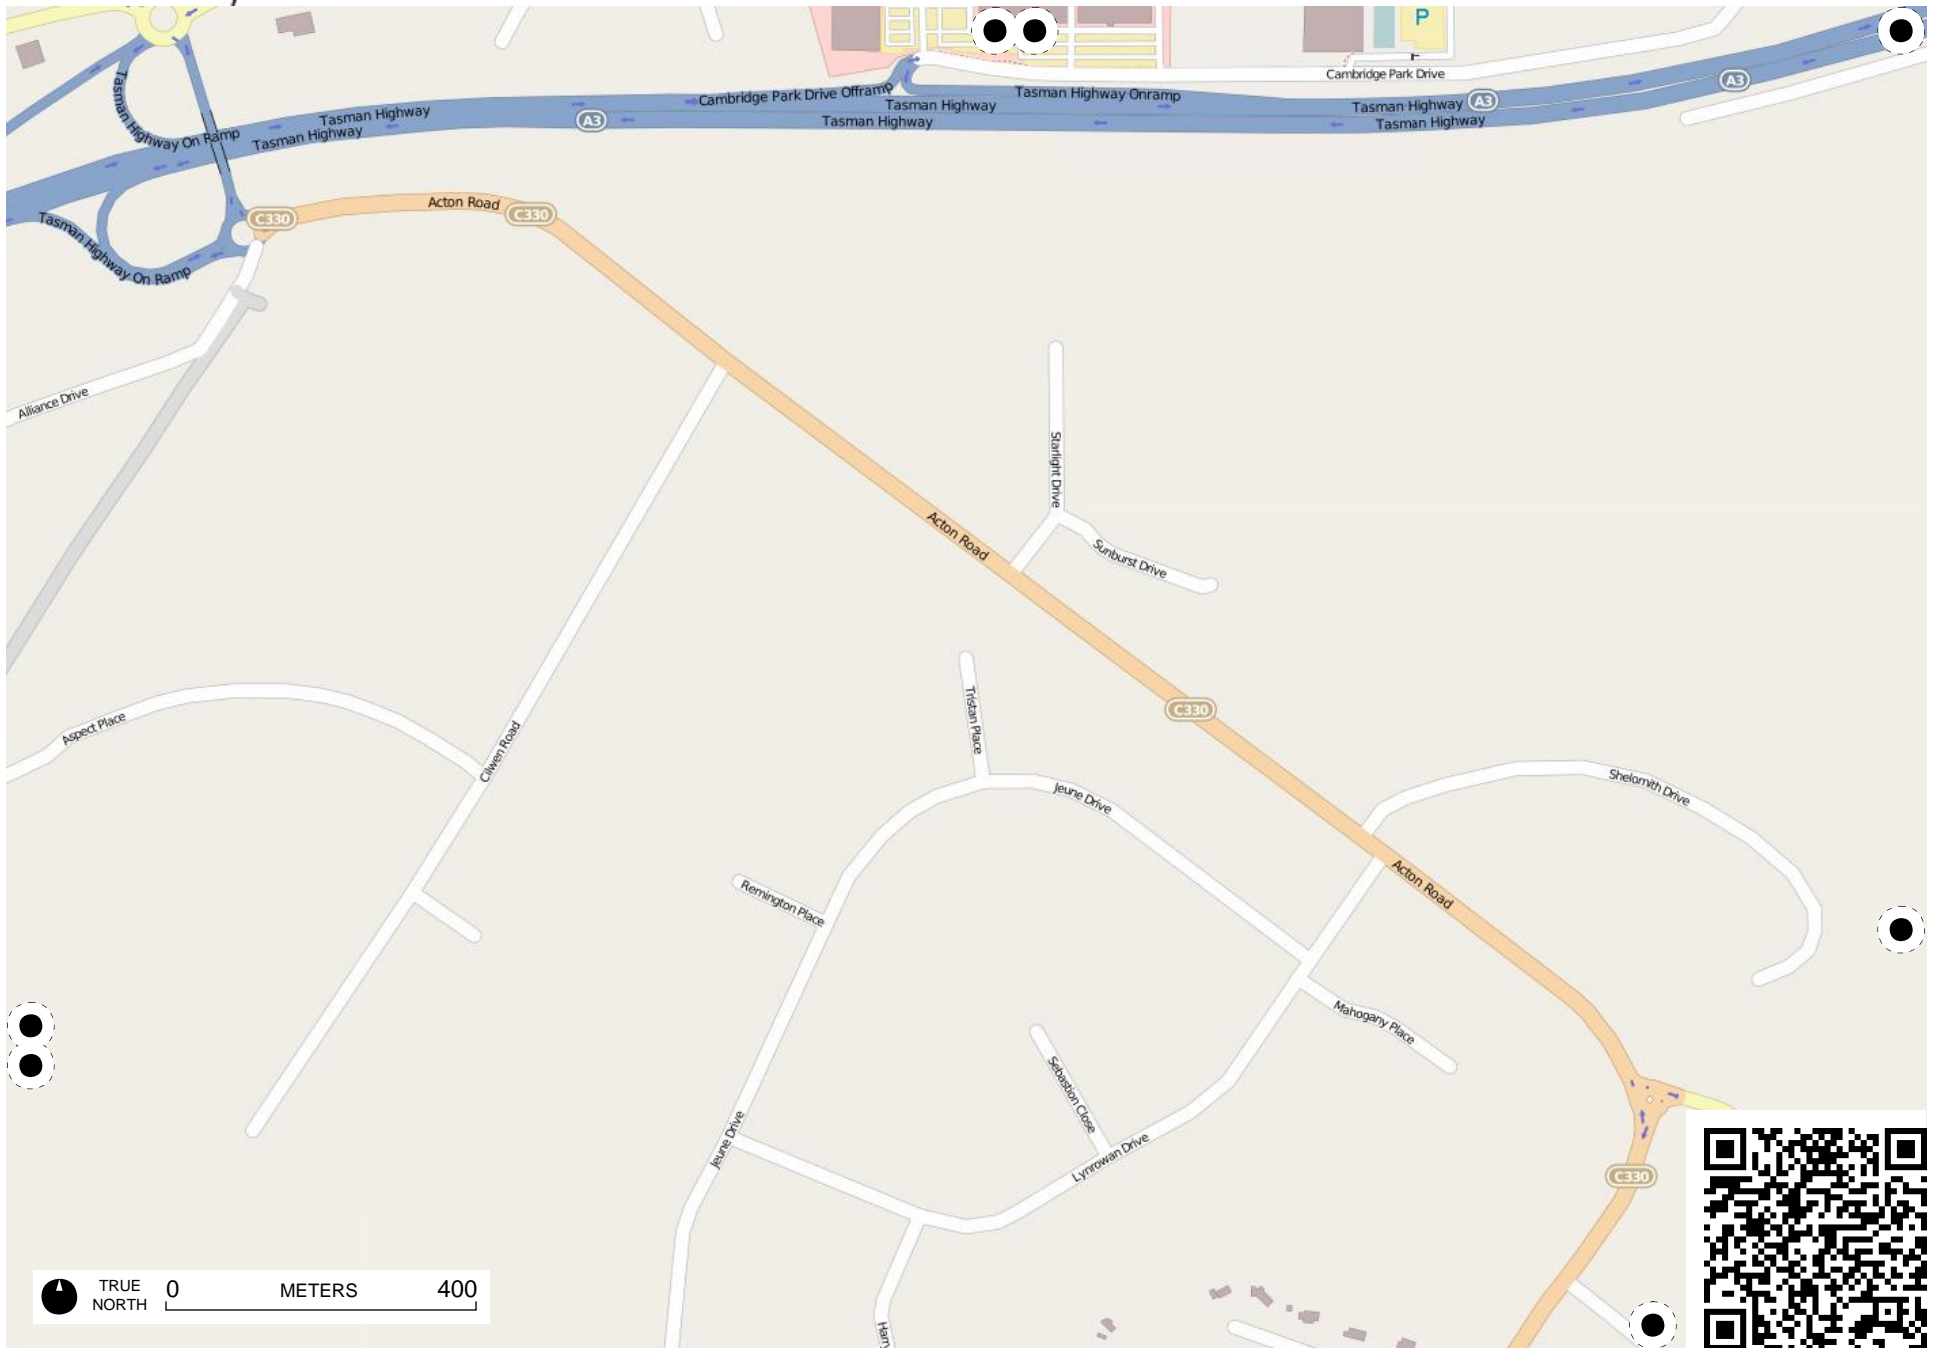 P
Cambridge Park Drive
A3
Tasman Highway On Ramp
Tasman Highway
Tasman Highway
A3
Cambridge Park Drive Offramp
Tasman Highway
Tasman Highway
Tasman Highway Onramp
Tasman Highway
A3
Tasman Highway
Tasman Highway On Ramp
C330
Acton Road
C330
Alliance Drive
Starlight Drive
Acton Road
Sunburst Drive
Aspect Place
Cilwen Road
Tristan Place
C330
Jeune Drive
Shelomith Drive
Remington Place
Acton Road
Mahogany Place
Sebastion Close
Jeune Drive
Lynrowan Drive
C330
TRUE
NORTH
0
METERS
400